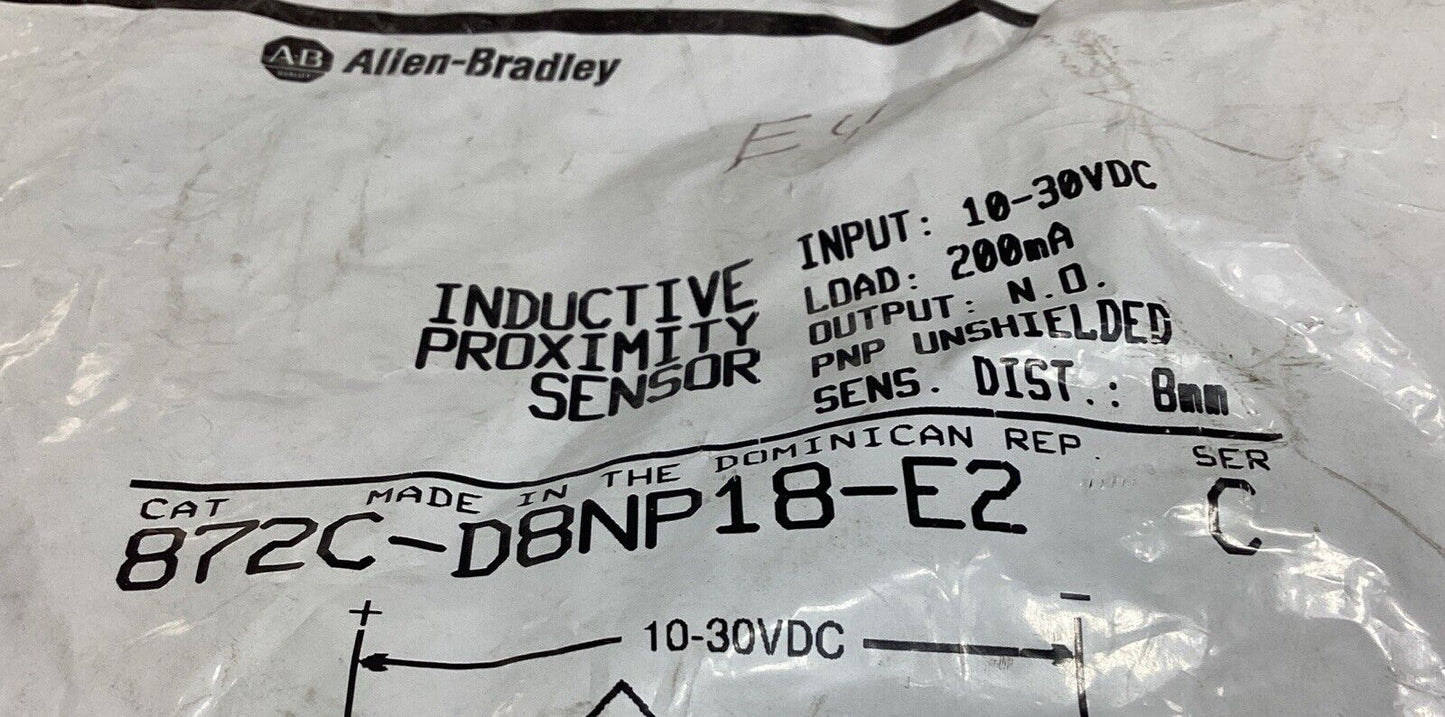 AB
QUALITY
Allen-Bradley
E4
INDUCTIVE
PROXIMITY
SENSOR
INPUT: 10-30VDC
LOAD: 200mA
OUTPUT: N.O.
PNP UNSHIELDED
SENS. DIST.: 8mm
CAT MADE IN THE DOMINICAN REP. SER
872C-D8NP18-E2 C
+ -
10-30VDC